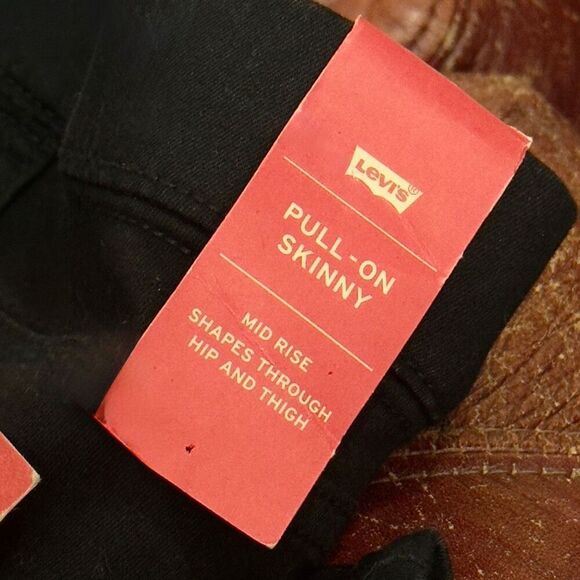 Levi's®
PULL-ON
SKINNY
MID RISE
SHAPES THROUGH
HIP AND THIGH